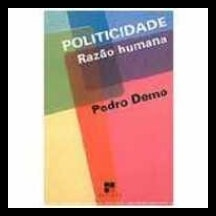 POLITICIDADE
Razão humana
Pedro Demo